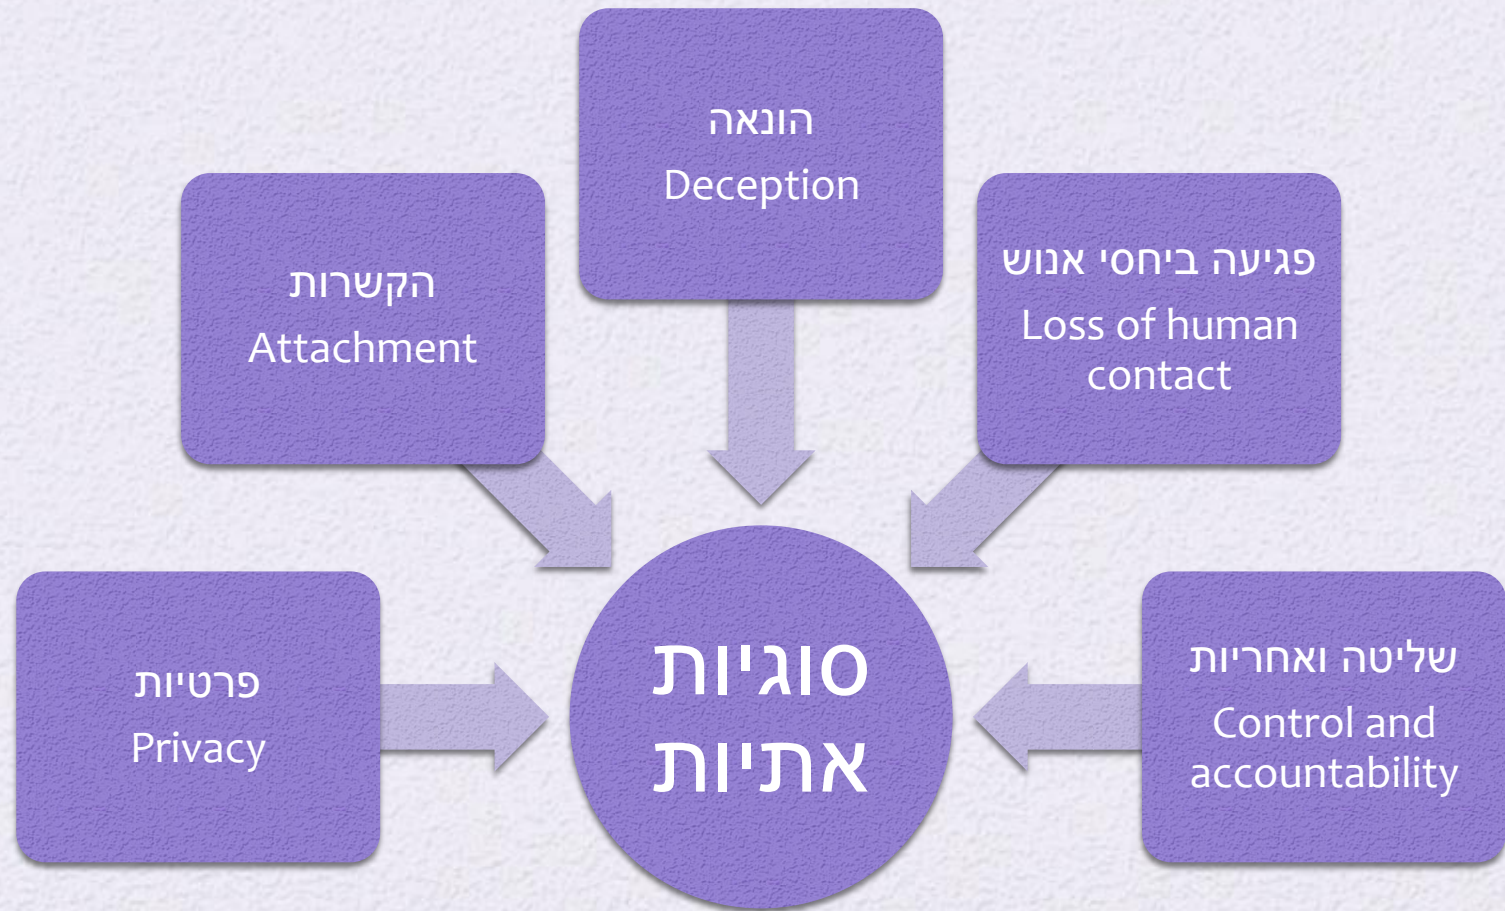 הונאה
Deception
הקשרות
Attachment
פגיעה ביחסי אנוש
Loss of human
contact
פרטיות
Privacy
סוגיות
אתיות
שליטה ואחריות
Control and
accountability